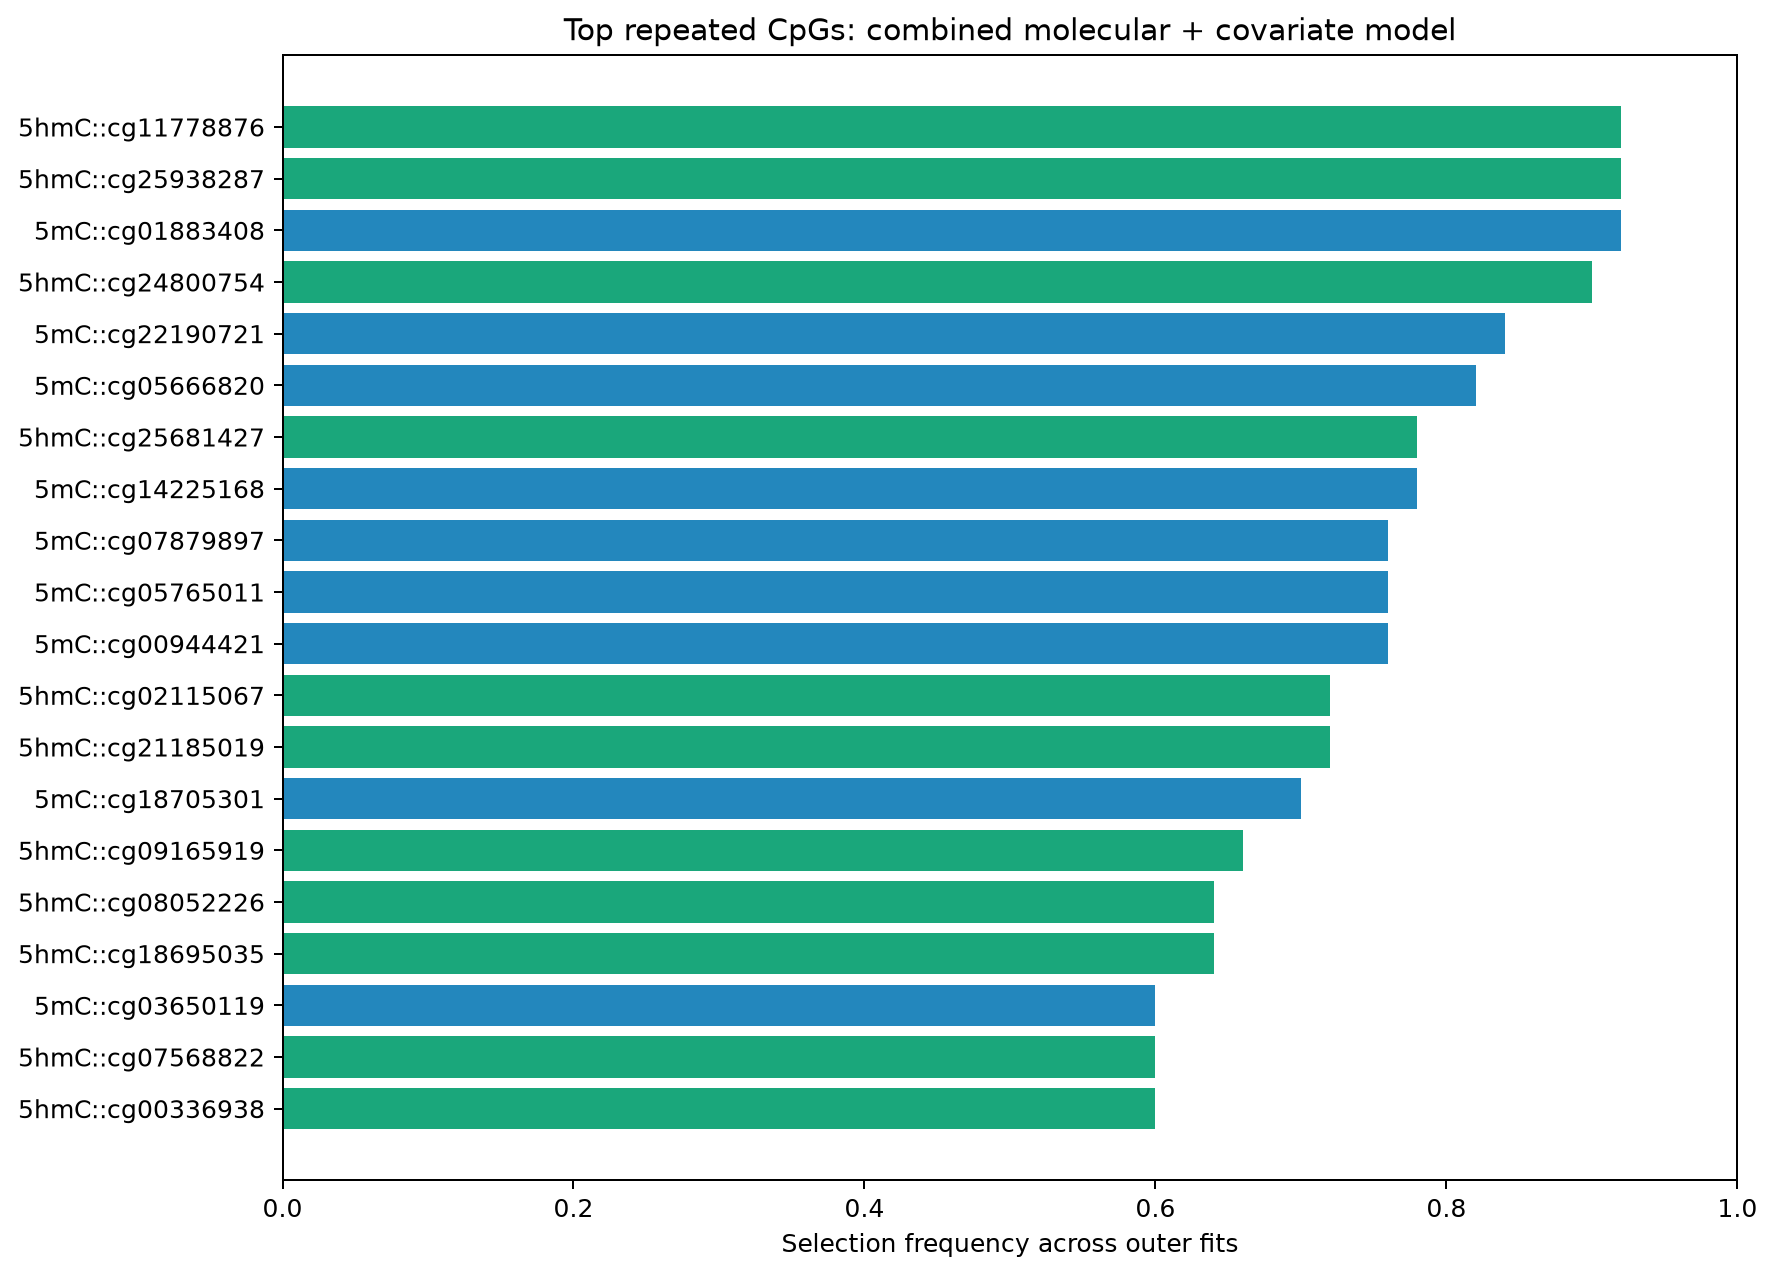 Top repeated CpGs: combined molecular + covariate model
5hmC::cg11778876
5hmC::cg25938287
5mC::cg01883408
5hmC::cg24800754
5mC::cg22190721
5mC::cg05666820
5hmC::cg25681427
5mC::cg14225168
5mC::cg07879897
5mC::cg05765011
5mC::cg00944421
5hmC::cg02115067
5hmC::cg21185019
5mC::cg18705301
5hmC::cg09165919
5hmC::cg08052226
5hmC::cg18695035
5mC::cg03650119
5hmC::cg07568822
5hmC::cg00336938
0.0 0.2 0.4 0.6 0.8 1.0
Selection frequency across outer fits